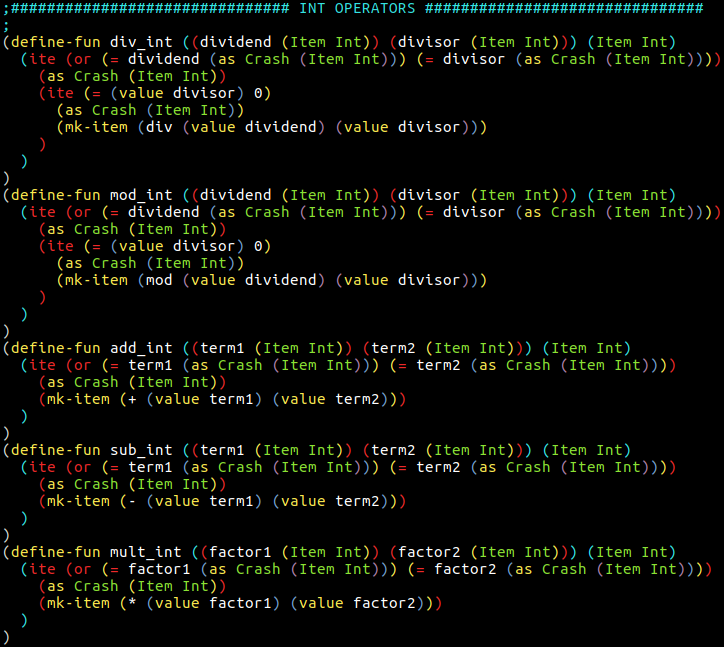 ;############################### INT OPERATORS ###############################
;
(define-fun div_int ((dividend (Item Int)) (divisor (Item Int))) (Item Int)
  (ite (or (= dividend (as Crash (Item Int))) (= divisor (as Crash (Item Int))))
    (as Crash (Item Int))
    (ite (= (value divisor) 0)
      (as Crash (Item Int))
      (mk-item (div (value dividend) (value divisor)))
    )
  )
)
(define-fun mod_int ((dividend (Item Int)) (divisor (Item Int))) (Item Int)
  (ite (or (= dividend (as Crash (Item Int))) (= divisor (as Crash (Item Int))))
    (as Crash (Item Int))
    (ite (= (value divisor) 0)
      (as Crash (Item Int))
      (mk-item (mod (value dividend) (value divisor)))
    )
  )
)
(define-fun add_int ((term1 (Item Int)) (term2 (Item Int))) (Item Int)
  (ite (or (= term1 (as Crash (Item Int))) (= term2 (as Crash (Item Int))))
    (as Crash (Item Int))
    (mk-item (+ (value term1) (value term2)))
  )
)
(define-fun sub_int ((term1 (Item Int)) (term2 (Item Int))) (Item Int)
  (ite (or (= term1 (as Crash (Item Int))) (= term2 (as Crash (Item Int))))
    (as Crash (Item Int))
    (mk-item (- (value term1) (value term2)))
  )
)
(define-fun mult_int ((factor1 (Item Int)) (factor2 (Item Int))) (Item Int)
  (ite (or (= factor1 (as Crash (Item Int))) (= factor2 (as Crash (Item Int))))
    (as Crash (Item Int))
    (mk-item (* (value factor1) (value factor2)))
  )
)